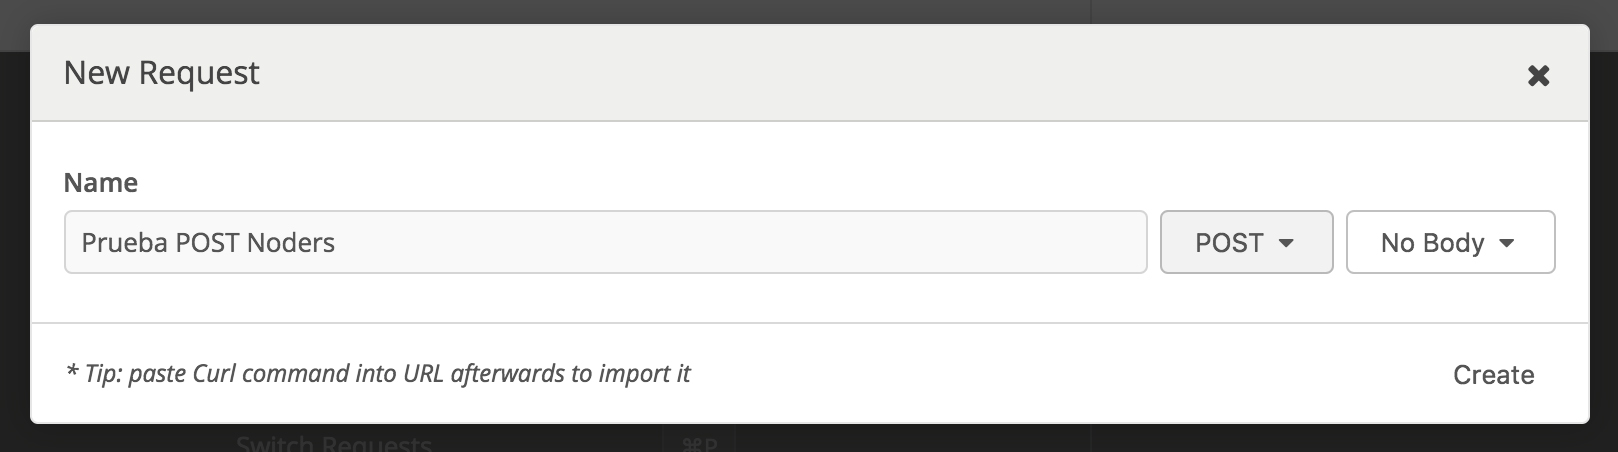 New Request
Name
Prueba POST Noders
POST
No Body
* Tip: paste Curl command into URL afterwards to import it
Create
Switch Requests
⌘P